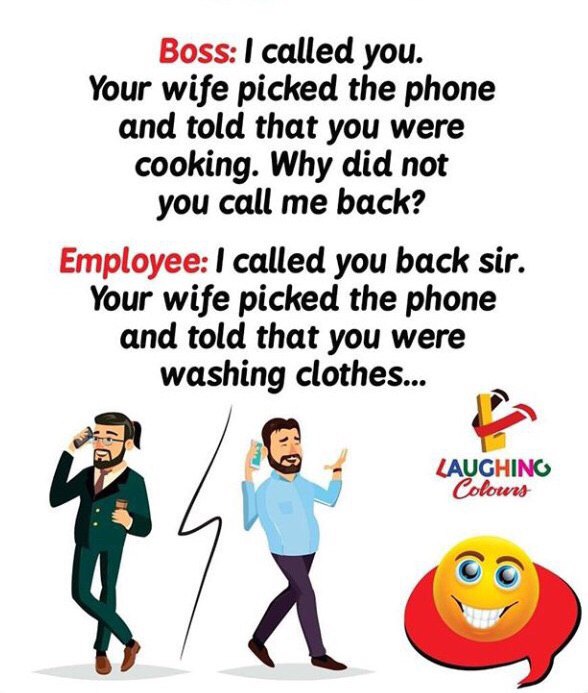 Boss: I called you.
Your wife picked the phone
and told that you were
cooking. Why did not
you call me back?
Employee: I called you back sir.
Your wife picked the phone
and told that you were
washing clothes...
LAUGHING
Colours